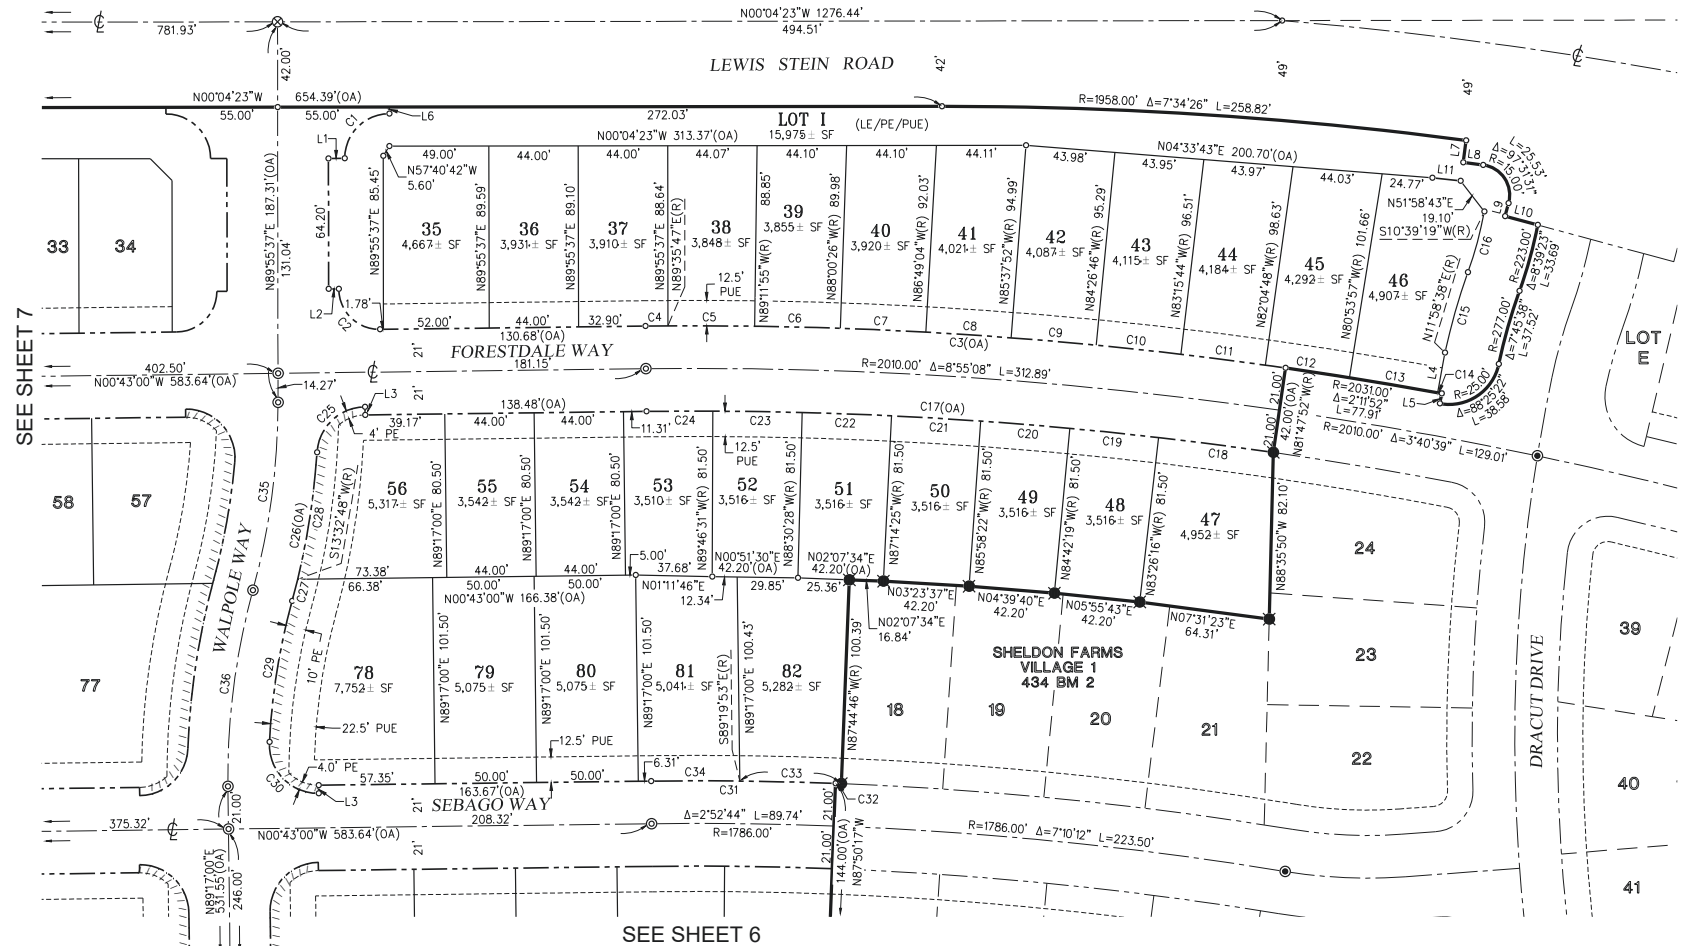 N00°04'23"W 1276.44'
781.93'
494.51'
42.00'
LEWIS STEIN ROAD
42'
49'
49'
N00°04'23"W 654.39'(OA)
55.00' 55.00'
C1
L6
272.03'
LOT I (LE/PE/PUE)
15,975± SF
R=1958.00' Δ=7°34'26" L=258.82'
N00°04'23"W 313.37'(OA)
N04°33'43"E 200.70'(OA)
L1
49.00' 44.00' 44.00' 44.07' 44.10' 44.10' 44.11' 43.98' 43.95' 43.97' 44.03' 24.77'
L7 L8
L=25.53'
Δ=97°31'31"
R=15.00'
L11
L9 L10
N57°40'42"W
5.60'
N51°58'43"E
19.10'
S10°39'19"W(R)
N89°55'37"E 187.31'(OA)
131.04'
64.20'
N89°55'37"E 85.45'
N89°55'37"E 89.59'
N89°55'37"E 89.10'
N89°55'37"E 88.64'
N89°35'47"E(R)
N89°11'55"W(R) 88.85'
N88°00'26"W(R) 89.98'
N86°49'04"W(R) 92.03'
N85°37'52"W(R) 94.99'
N84°26'46"W(R) 95.29'
N83°15'44"W(R) 96.51'
N82°04'48"W(R) 98.63'
N80°53'57"W(R) 101.66'
N11°58'38"E(R)
33
34
35
4,667± SF
36
3,931± SF
37
3,910± SF
38
3,848± SF
39
3,855± SF
40
3,920± SF
41
4,021± SF
42
4,087± SF
43
4,115± SF
44
4,184± SF
45
4,292± SF
46
4,907± SF
C16
C15
R=223.00'
Δ=8°39'23"
L=33.69'
R=277.00'
Δ=7°45'38"
L=37.52'
LOT
E
12.5'
PUE
L2
C2
1.78'
52.00' 44.00' 32.90' C4 C5 C6 C7 C8 C9 C10 C11 C12 C13 C14
130.68'(OA)
C3(OA)
L4
L5
R=2031.00'
Δ=2°11'52"
L=77.91'
R=25.00'
Δ=88°25'22"
L=38.58'
SEE SHEET 7
21'
FORESTDALE WAY
402.50'
N00°43'00"W 583.64'(OA)
181.15'
R=2010.00' Δ=8°55'08" L=312.89'
14.27'
L3
21'
21.00'
21.00'
42.00'(OA)
N81°47'52"W(R)
R=2010.00' Δ=3°40'39" L=129.01'
C25
138.48'(OA)
C17(OA)
39.17' 44.00' 44.00' 11.31' C24 C23 C22 C21 C20 C19 C18
4' PE
12.5'
PUE
58
57
C35
C26(OA)
C28
S13°32'48"W(R)
56
5,317± SF
N89°17'00"E 80.50'
55
3,542± SF
N89°17'00"E 80.50'
54
3,542± SF
N89°17'00"E 80.50'
53
3,510± SF
N89°46'31"W(R) 81.50'
52
3,516± SF
N88°30'28"W(R) 81.50'
51
3,516± SF
N87°14'25"W(R) 81.50'
50
3,516± SF
N85°58'22"W(R) 81.50'
49
3,516± SF
N84°42'19"W(R) 81.50'
48
3,516± SF
N83°26'16"W(R) 81.50'
47
4,952± SF
N88°35'50"W 82.10'
24
WALPOLE WAY
C27
73.38' 44.00' 44.00' 5.00' 37.68'
N00°51'30"E
42.20'(OA)
N02°07'34"E
42.20'(OA)
66.38' 50.00' 50.00'
N01°11'46"E
12.34'
29.85' 25.36'
N00°43'00"W 166.38'(OA)
N02°07'34"E
16.84'
N03°23'37"E
42.20'
N04°39'40"E
42.20'
N05°55'43"E
42.20'
N07°31'23"E
64.31'
SHELDON FARMS
VILLAGE 1
434 BM 2
C29
C36
10' PE
77
78
7,752± SF
N89°17'00"E 101.50'
79
5,075± SF
N89°17'00"E 101.50'
80
5,075± SF
N89°17'00"E 101.50'
81
5,041± SF
S89°19'53"E(R)
N89°17'00"E 100.43'
82
5,282± SF
N87°44'46"W(R) 100.39'
18
19
20
21
22
23
39
40
41
DRACUT DRIVE
22.5' PUE
12.5' PUE
4.0' PE
C30
L3
57.35' 50.00' 50.00' 6.31' C34 C33
163.67'(OA)
C31
C32
21'
SEBAGO WAY
375.32'
21.00'
N00°43'00"W 583.64'(OA)
208.32'
Δ=2°52'44" L=89.74'
R=1786.00'
R=1786.00' Δ=7°10'12" L=223.50'
21'
21.00'
21.00'
144.00'(OA)
N87°50'17"W
N89°17'00"E
531.55'(OA)
246.00'
SEE SHEET 6